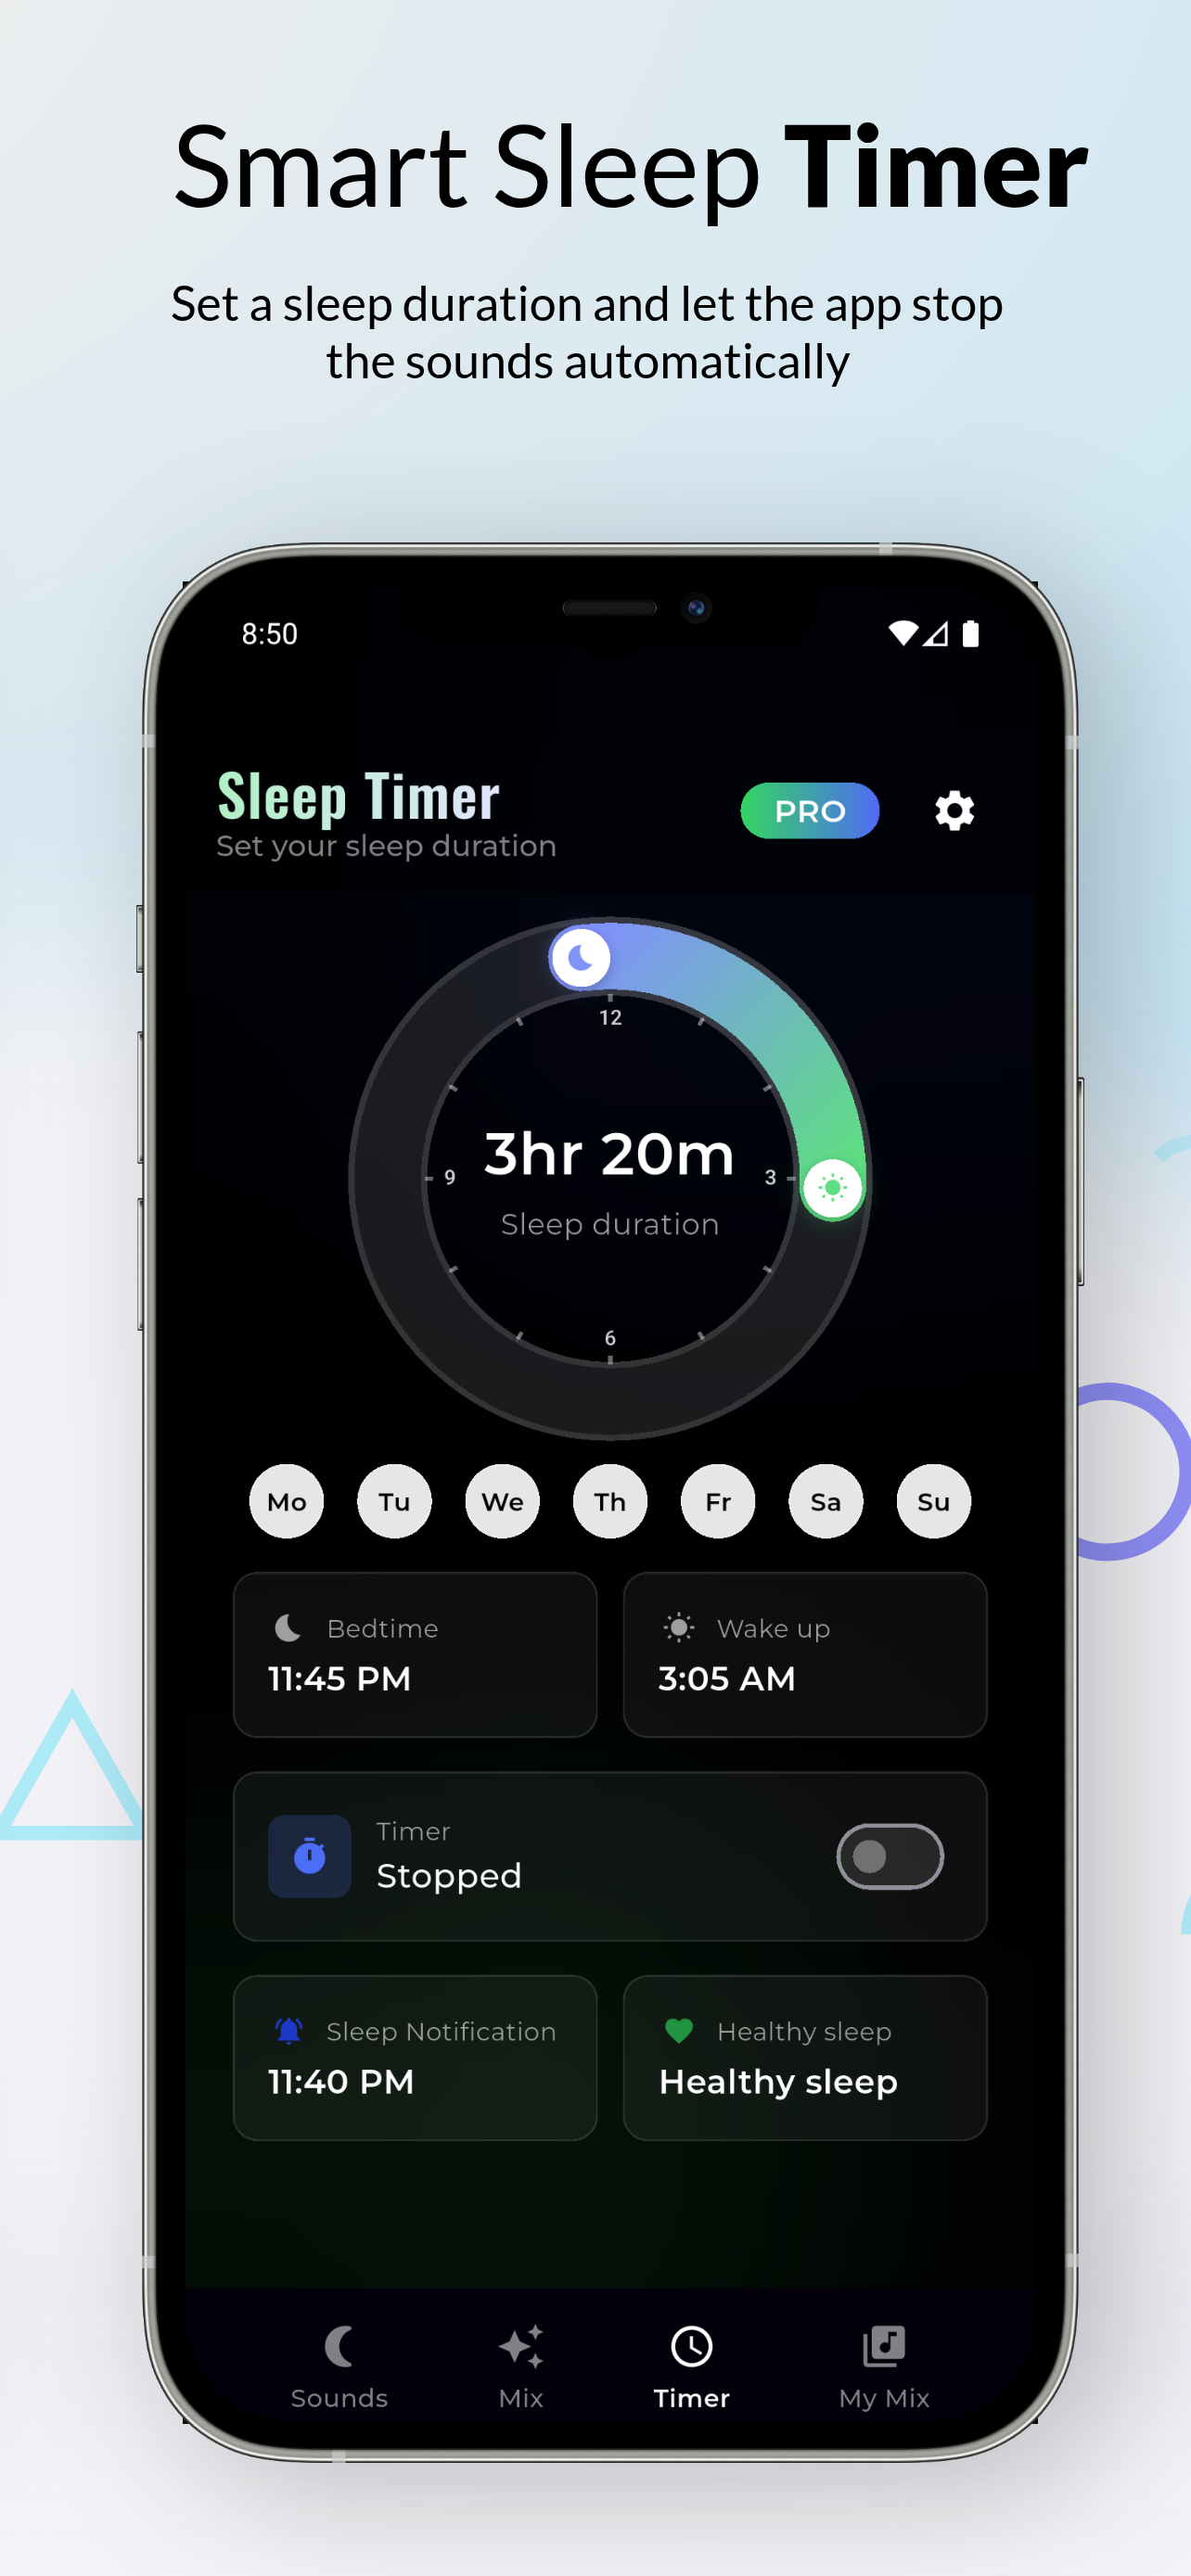 Smart Sleep Timer
Set a sleep duration and let the app stop
the sounds automatically
8:50
Sleep Timer
Set your sleep duration
PRO
12
9
3hr 20m
3
Sleep duration
6
Mo Tu We Th Fr Sa Su
Bedtime
11:45 PM
Wake up
3:05 AM
Timer
Stopped
Sleep Notification
11:40 PM
Healthy sleep
Healthy sleep
Sounds Mix Timer My Mix